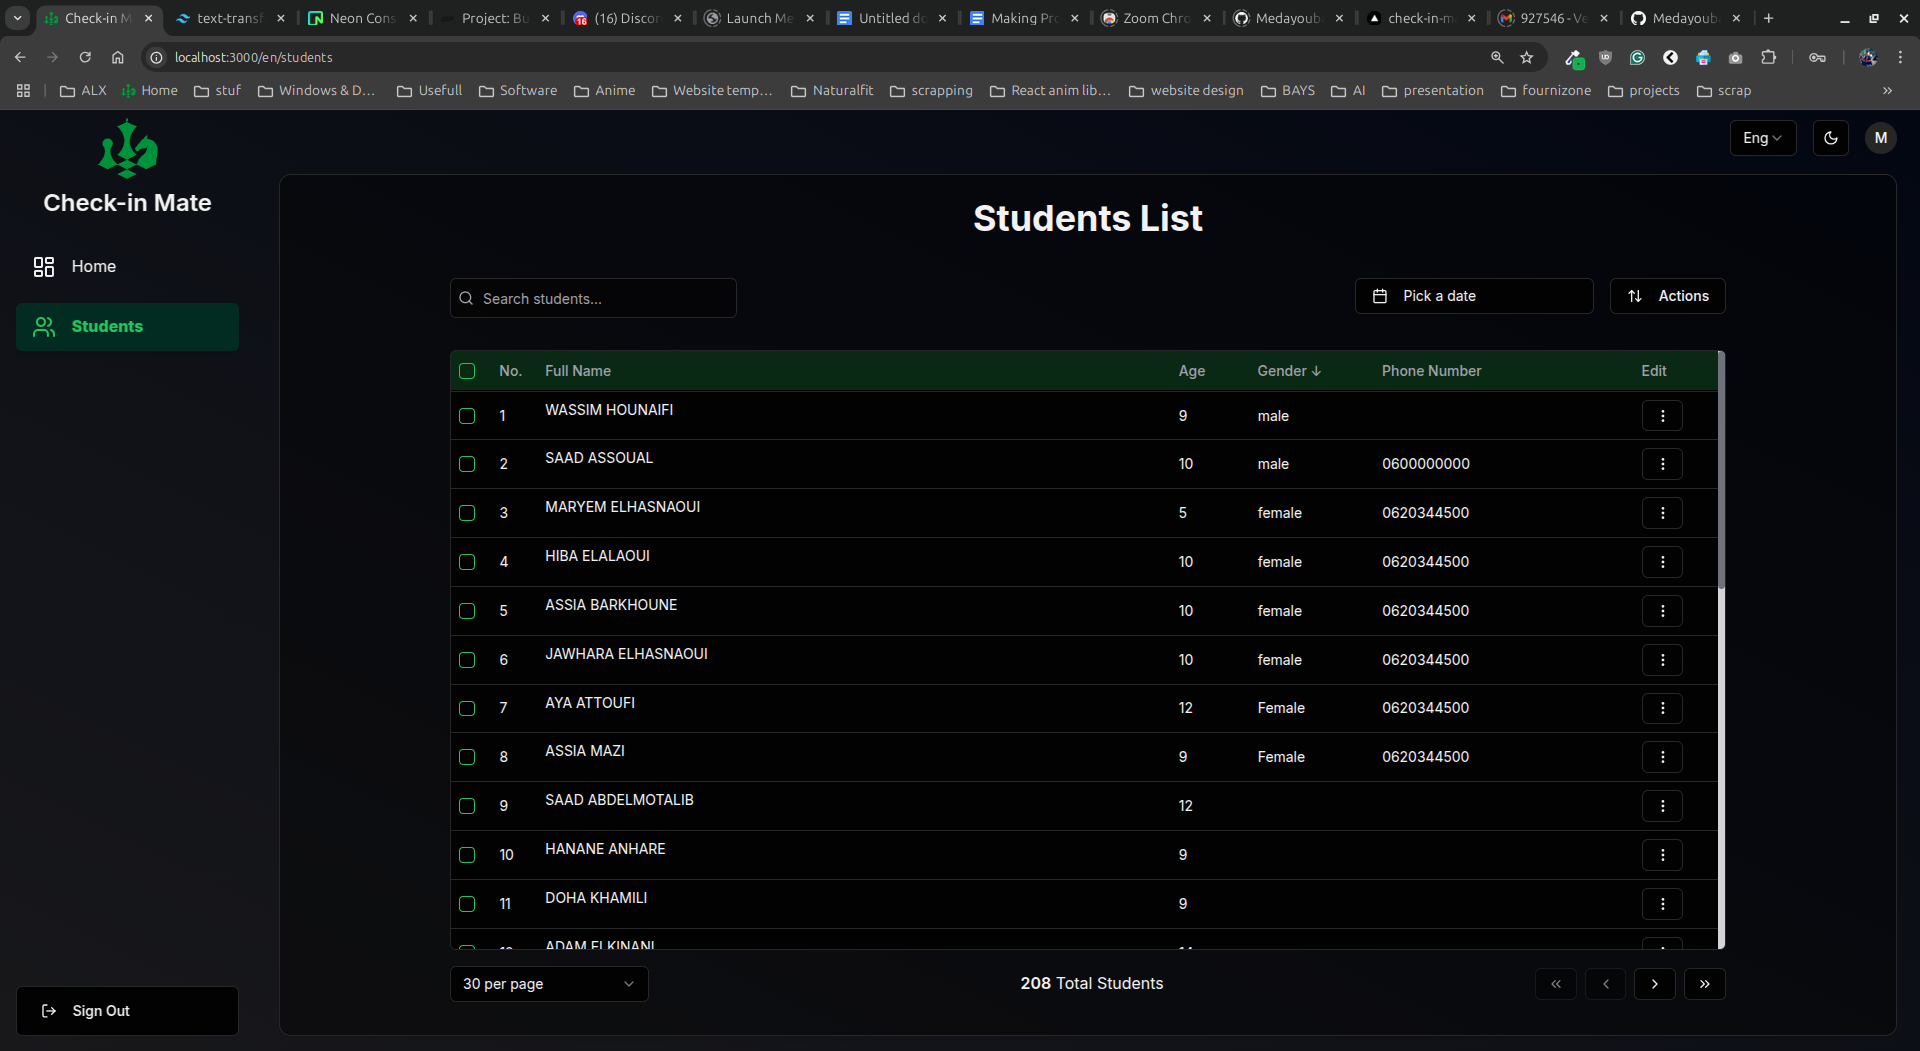 Check-in M
text-transf
Neon Cons
Project: Bu
(16) Discor
Launch Me
Untitled do
Making Pro
Zoom Chro
Medayoub
check-in-m
927546 - Ve
Medayoub
localhost:3000/en/students
ALX
Home
stuf
Windows & D...
Usefull
Software
Anime
Website temp...
Naturalfit
scrapping
React anim lib...
website design
BAYS
AI
presentation
fournizone
projects
scrap
Check-in Mate
Eng
M
Home
Students
Sign Out
Students List
Search students...
Pick a date
Actions
No. Full Name Age Gender Phone Number Edit
1 WASSIM HOUNAIFI 9 male
2 SAAD ASSOUAL 10 male 0600000000
3 MARYEM ELHASNAOUI 5 female 0620344500
4 HIBA ELALAOUI 10 female 0620344500
5 ASSIA BARKHOUNE 10 female 0620344500
6 JAWHARA ELHASNAOUI 10 female 0620344500
7 AYA ATTOUFI 12 Female 0620344500
8 ASSIA MAZI 9 Female 0620344500
9 SAAD ABDELMOTALIB 12
10 HANANE ANHARE 9
11 DOHA KHAMILI 9
ADAM ELKINANI
30 per page
208 Total Students